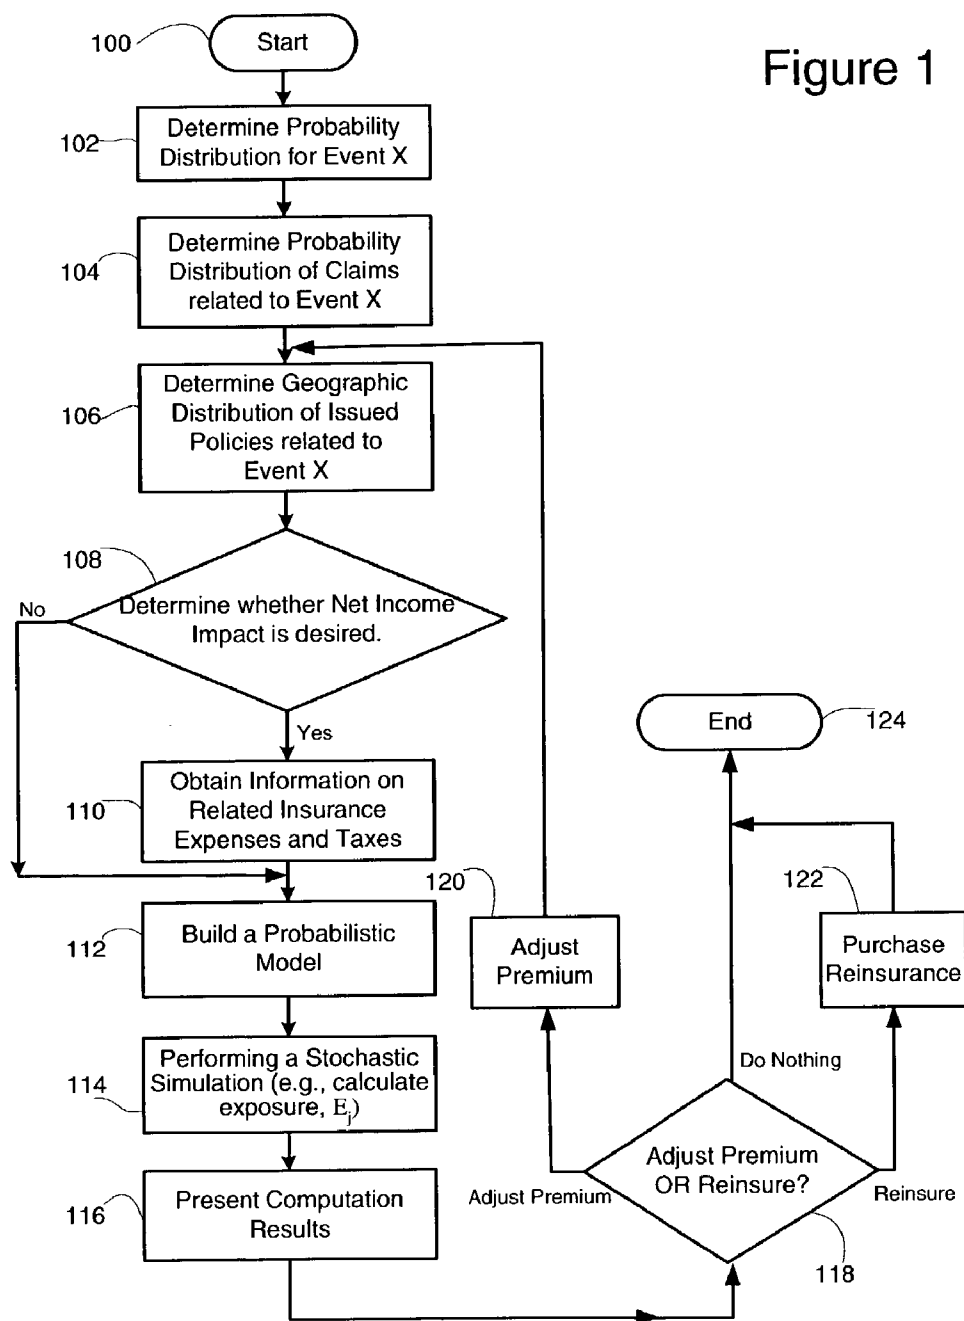 Figure 1
100
Start
102
Determine Probability
Distribution for Event X
104
Determine Probability
Distribution of Claims
related to Event X
106
Determine Geographic
Distribution of Issued
Policies related to
Event X
108
Determine whether Net Income
Impact is desired.
No
Yes
110
Obtain Information on
Related Insurance
Expenses and Taxes
112
Build a Probabilistic
Model
114
Performing a Stochastic
Simulation (e.g., calculate
exposure, Ej)
116
Present Computation
Results
End
124
120
Adjust
Premium
122
Purchase
Reinsurance
Do Nothing
Adjust Premium
OR Reinsure?
Adjust Premium
Reinsure
118